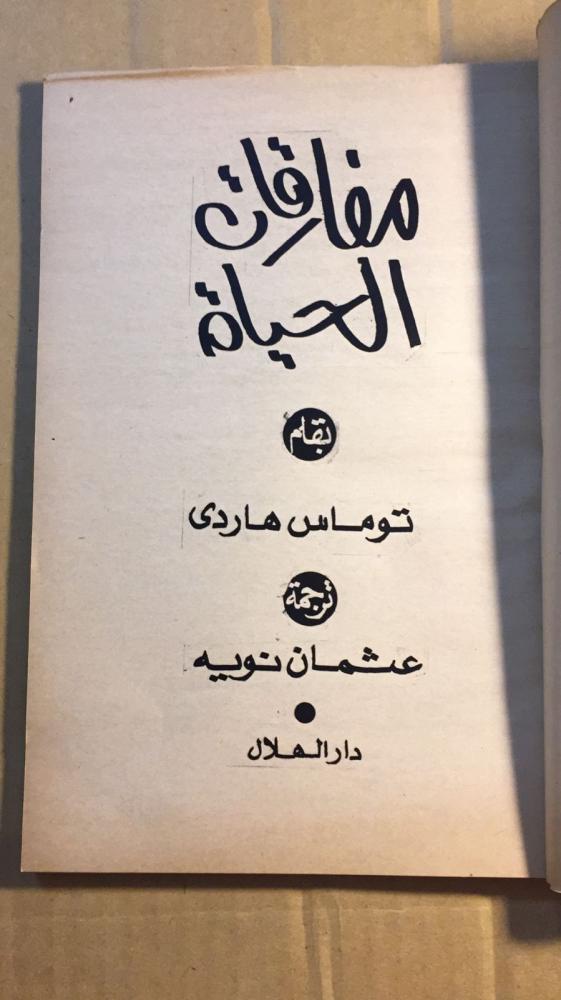 مفارقات
الحياة
بقلم
توماس هاردى
ترجمة
عثمان نويه
دار الهلال